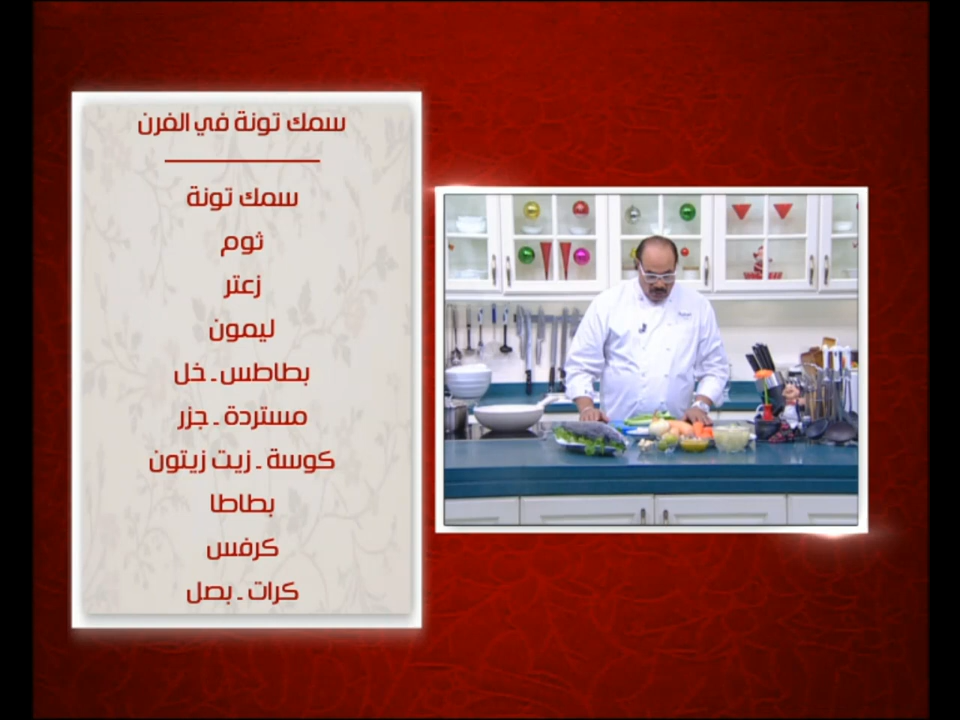 سمك تونة في الفرن
سمك تونة
ثوم
زعتر
ليمون
بطاطس - خل
مستردة - جزر
كوسة - زيت زيتون
بطاطا
كرفس
كرات - بصل